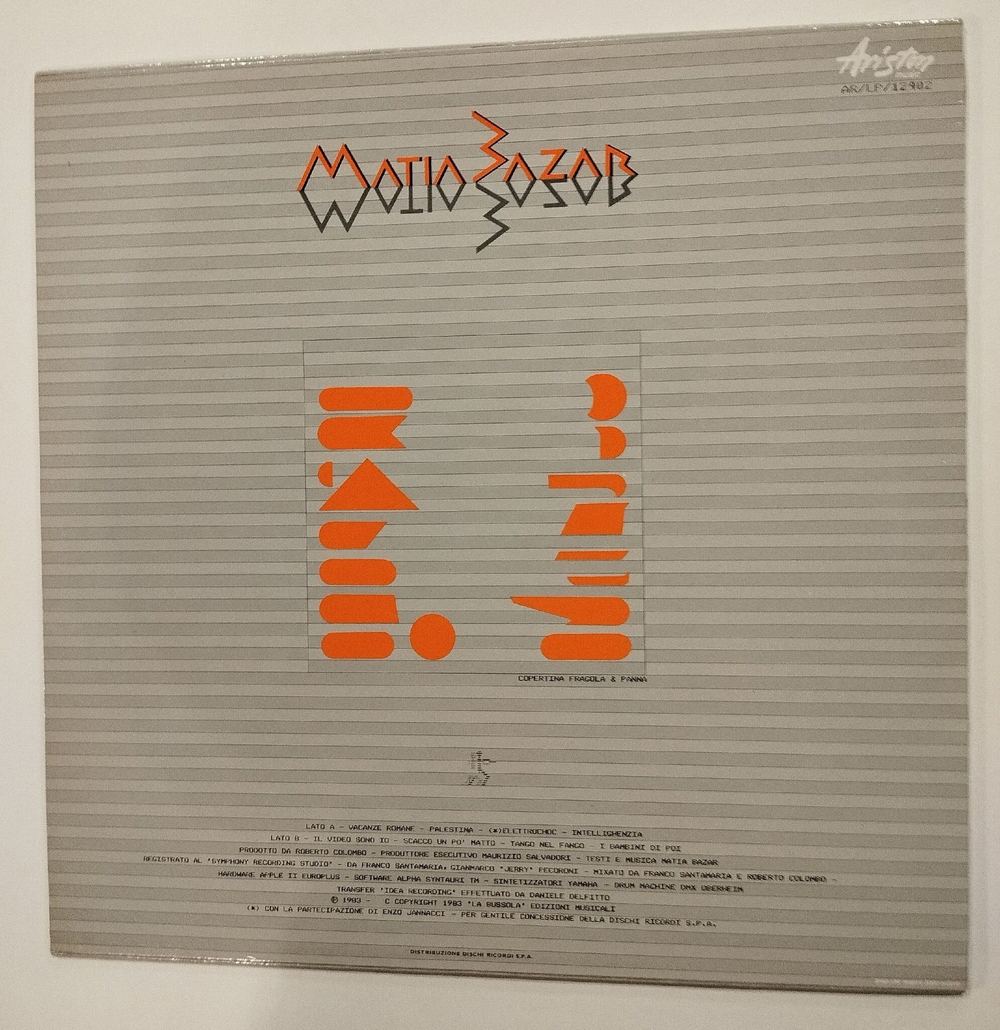 Ariston
AR/LP/12902
MATIA BAZAR
COPERTINA FRAGOLA & PANNA
LATO A - VACANZE ROMANE - PALESTINA - (*)ELETTROCHOC - INTELLIGHENZIA
LATO B - IL VIDEO SONO IO - SCACCO UN PO' MATTO - TANGO NEL FANGO - I BAMBINI DI POI
PRODOTTO DA ROBERTO COLOMBO - PRODUTTORE ESECUTIVO MAURIZIO SALVADORI - TESTI E MUSICA MATIA BAZAR
REGISTRATO AL "SYMPHONY RECORDING STUDIO" - DA FRANCO SANTAMARIA, GIANMARCO "JERRY" PECORONI - MIXATO DA FRANCO SANTAMARIA E ROBERTO COLOMBO -
HARDWARE APPLE II EUROPLUS - SOFTWARE ALPHA SYNTAURI TM - SINTETIZZATORI YAMAHA - DRUM MACHINE DMX OBERHEIM
TRANSFER "IDEA RECORDING" EFFETTUATO DA DANIELE DELFITTO
℗ 1983 - C COPYRIGHT 1983 "LA BUSSOLA" EDIZIONI MUSICALI
(*) CON LA PARTECIPAZIONE DI ENZO JANNACCI - PER GENTILE CONCESSIONE DELLA DISCHI RICORDI S.P.A.
DISTRIBUZIONE DISCHI RICORDI S.P.A.